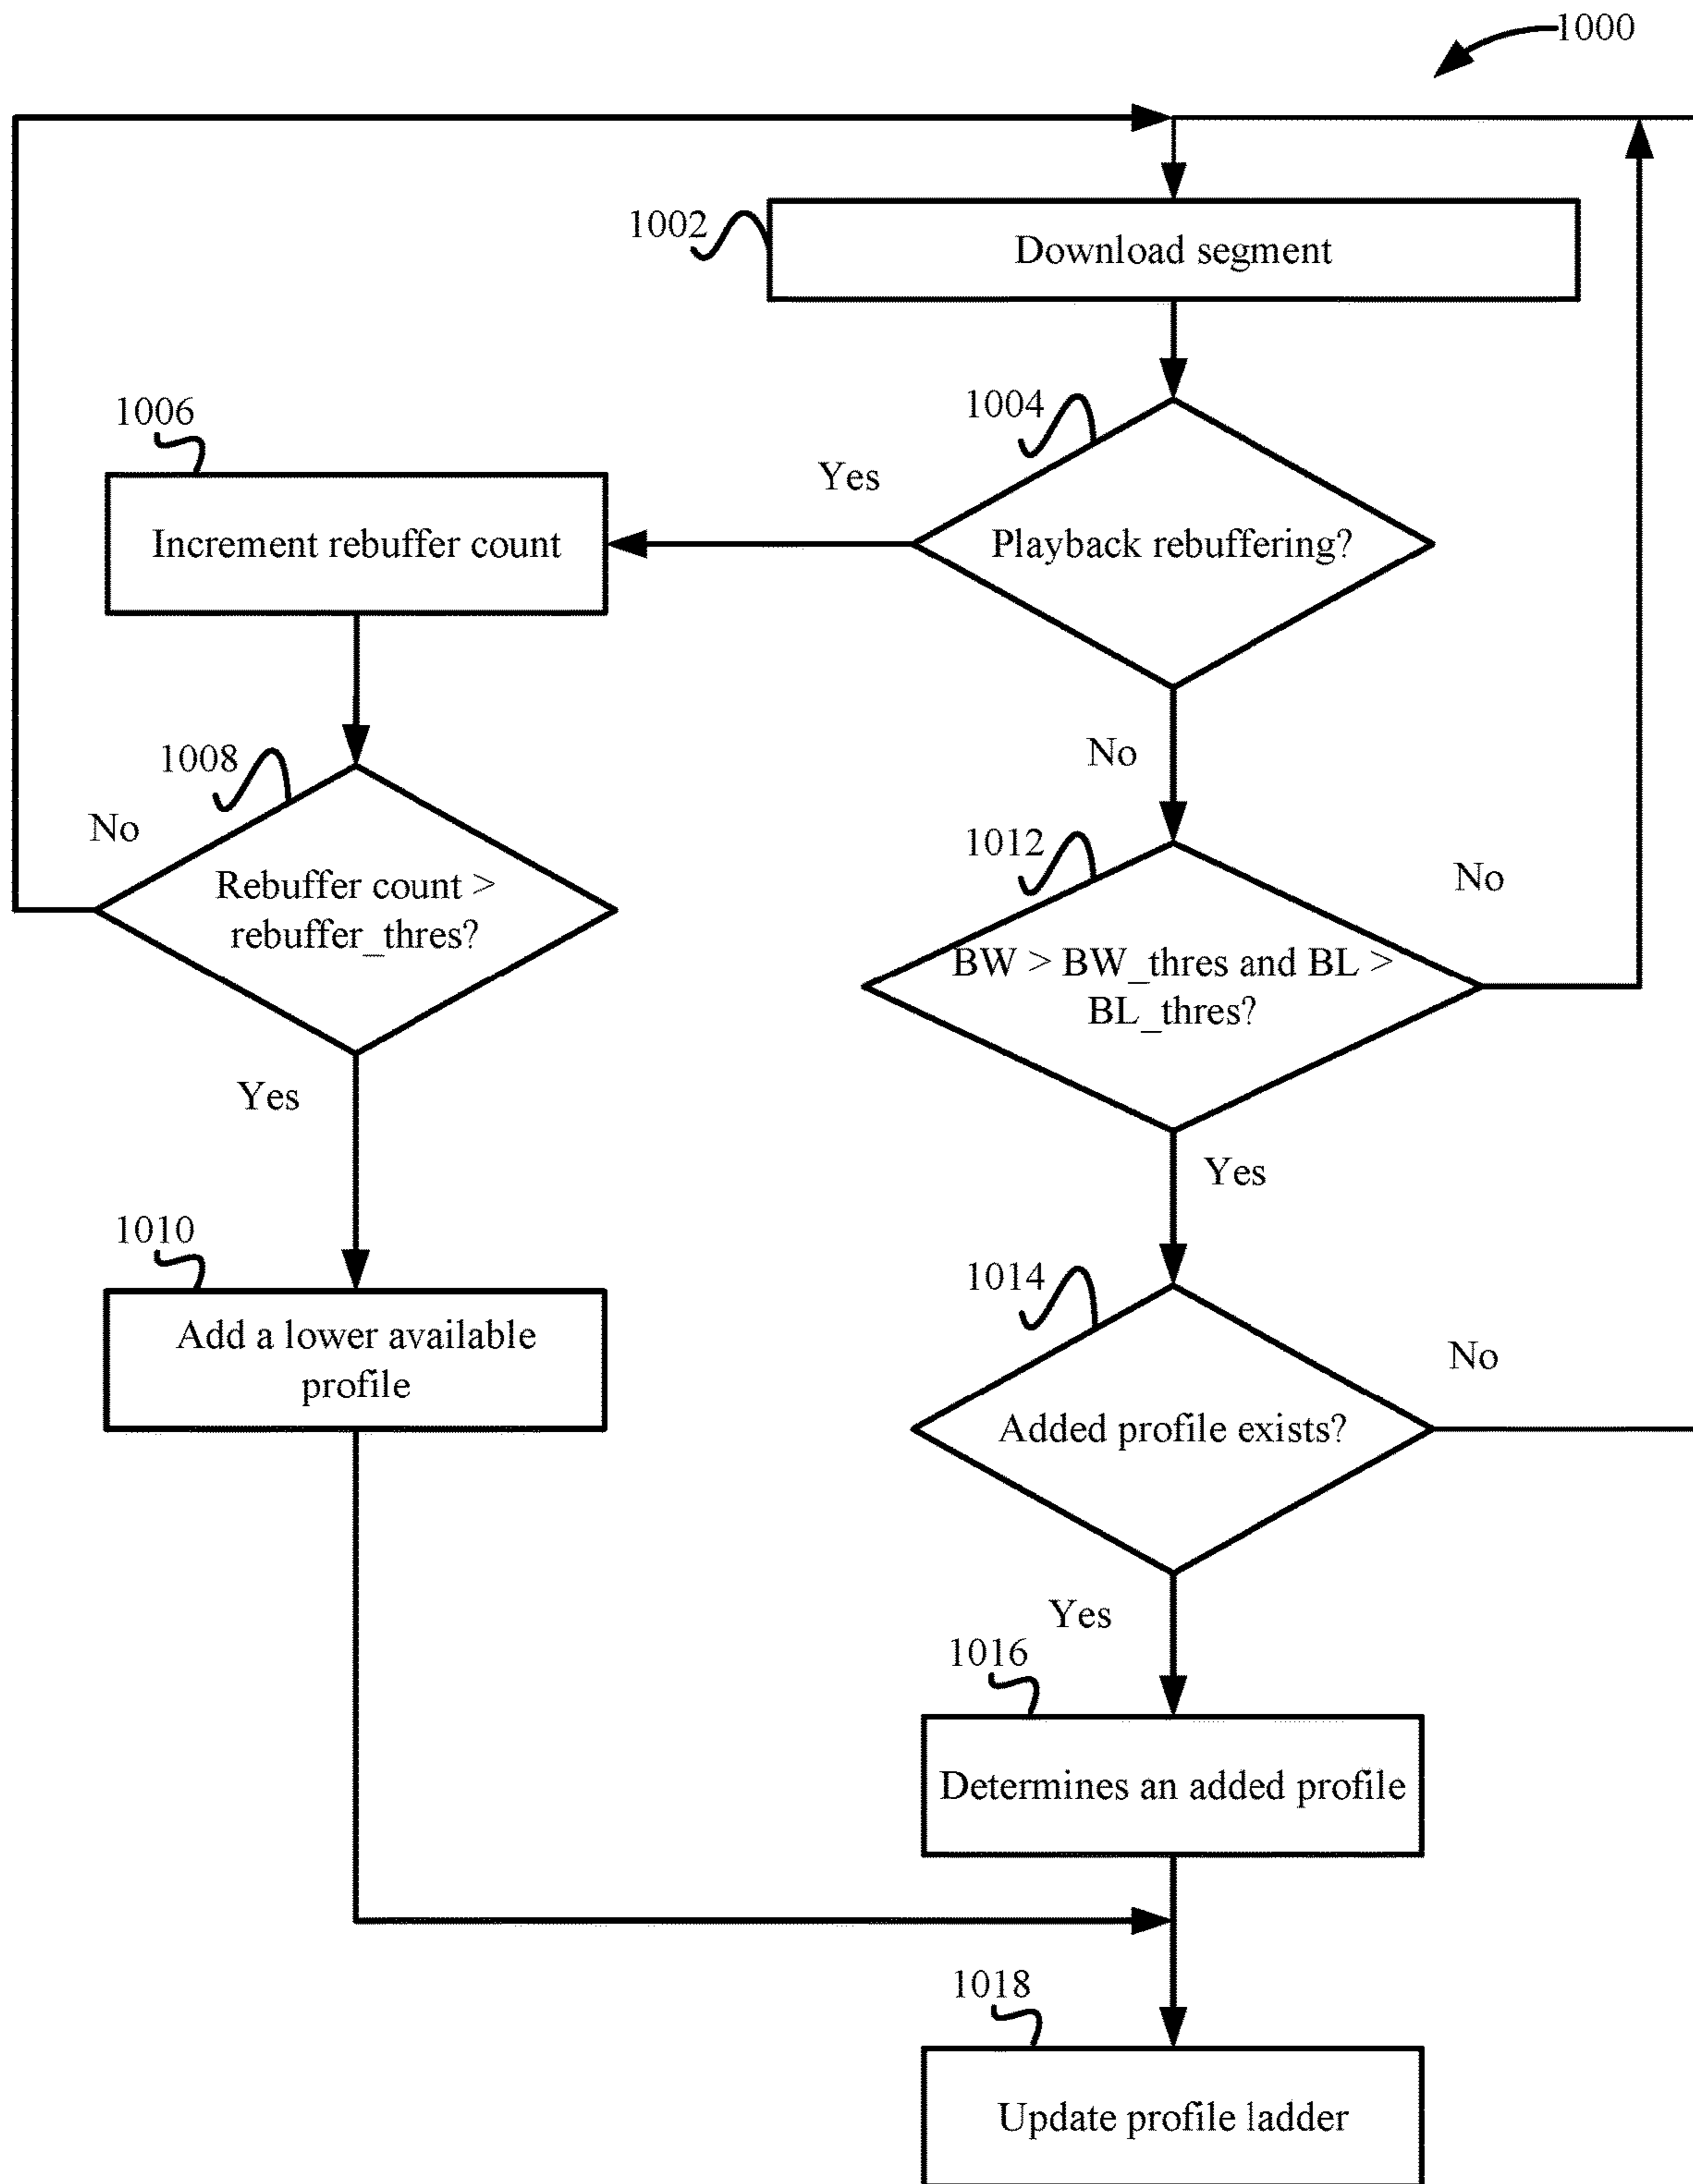 1000
1002
Download segment
1004
1006
Yes
Increment rebuffer count
Playback rebuffering?
1008
No
No
1012
No
Rebuffer count >
rebuffer_thres?
BW > BW_thres and BL >
BL_thres?
Yes
Yes
1010
1014
Add a lower available
profile
No
Added profile exists?
Yes
1016
Determines an added profile
1018
Update profile ladder